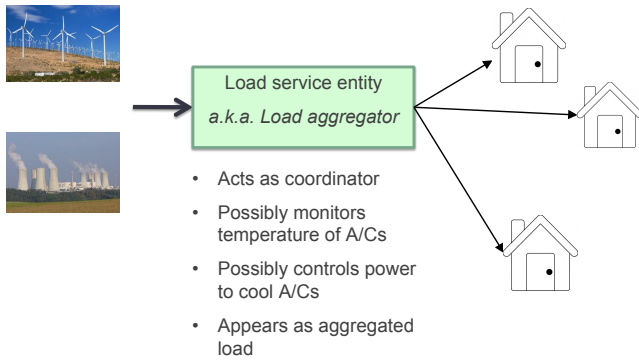 Load service entity
a.k.a. Load aggregator
• Acts as coordinator
• Possibly monitors
temperature of A/Cs
• Possibly controls power
to cool A/Cs
• Appears as aggregated
load